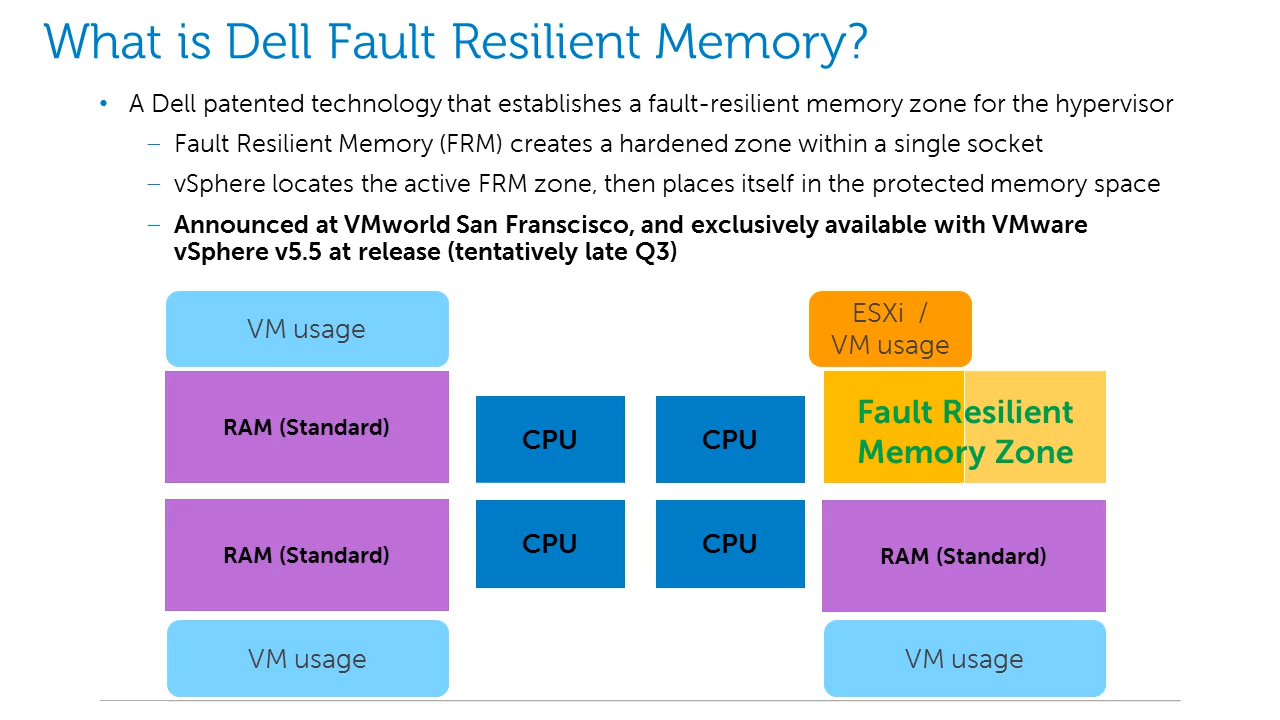 What is Dell Fault Resilient Memory?
• A Dell patented technology that establishes a fault-resilient memory zone for the hypervisor
– Fault Resilient Memory (FRM) creates a hardened zone within a single socket
– vSphere locates the active FRM zone, then places itself in the protected memory space
– Announced at VMworld San Franscisco, and exclusively available with VMware
vSphere v5.5 at release (tentatively late Q3)
VM usage
ESXi /
VM usage
RAM (Standard)
CPU
CPU
Fault Resilient
Memory Zone
RAM (Standard)
CPU
CPU
RAM (Standard)
VM usage
VM usage